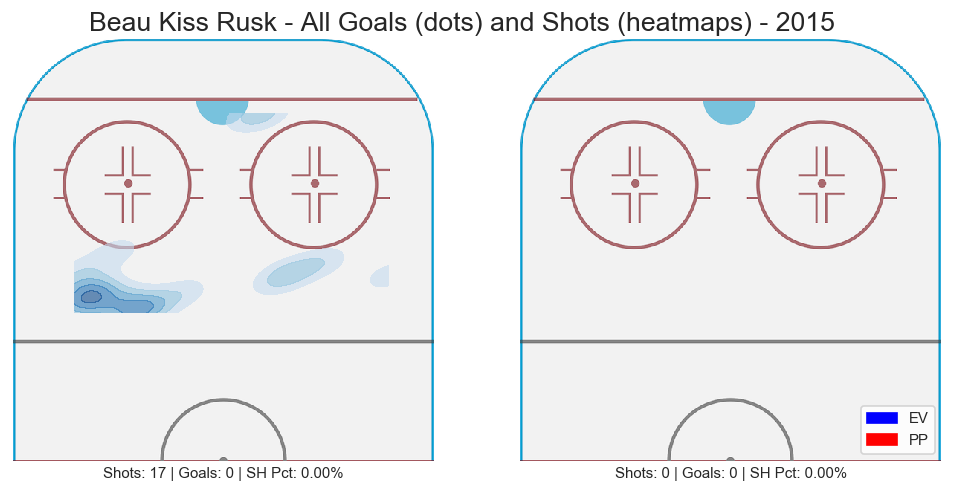 Beau Kiss Rusk - All Goals (dots) and Shots (heatmaps) - 2015
EV
PP
Shots: 17 | Goals: 0 | SH Pct: 0.00%
Shots: 0 | Goals: 0 | SH Pct: 0.00%